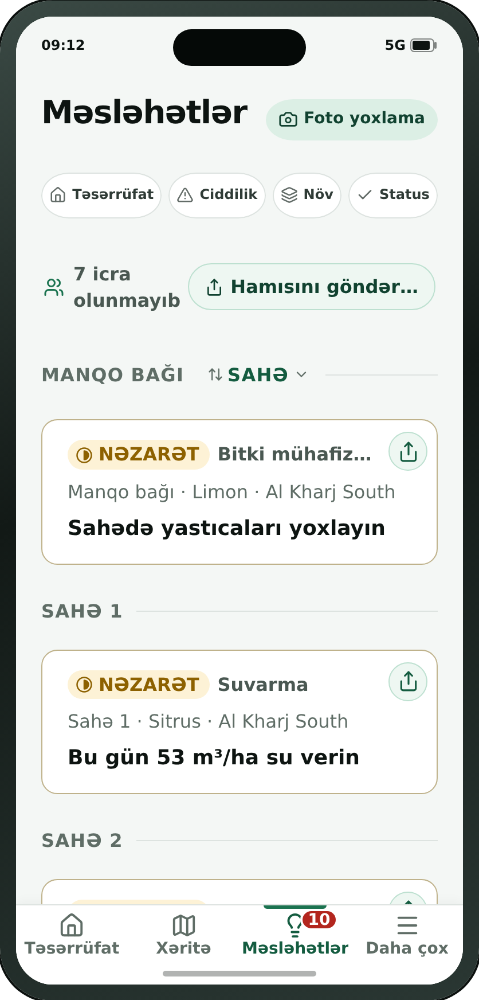 09:12
5G
Məsləhətlər
Foto yoxlama
Təsərrüfat
Ciddilik
Növ
Status
7 icra
olunmayıb
Hamısını göndər...
MANQO BAĞI
SAHƏ
NƏZARƏT
Bitki mühafiz...
Manqo bağı · Limon · Al Kharj South
Sahədə yastıcaları yoxlayın
SAHƏ 1
NƏZARƏT
Suvarma
Sahə 1 · Sitrus · Al Kharj South
Bu gün 53 m³/ha su verin
SAHƏ 2
10
Təsərrüfat
Xəritə
Məsləhətlər
Daha çox